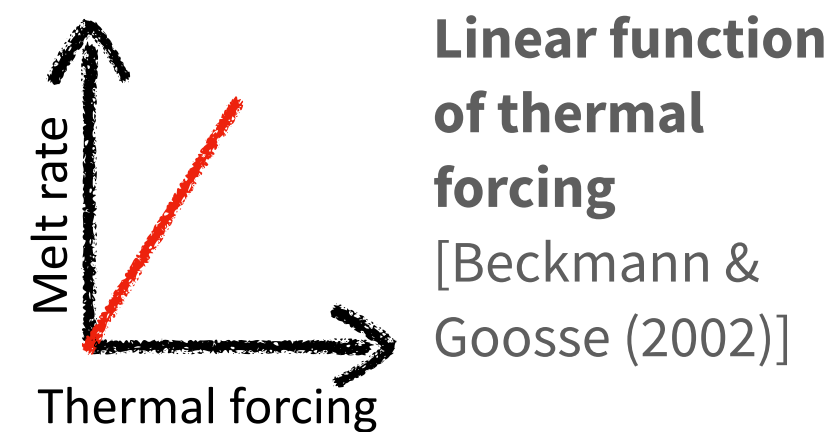 Melt rate
Thermal forcing
Linear function
of thermal
forcing
[Beckmann &
Goosse (2002)]